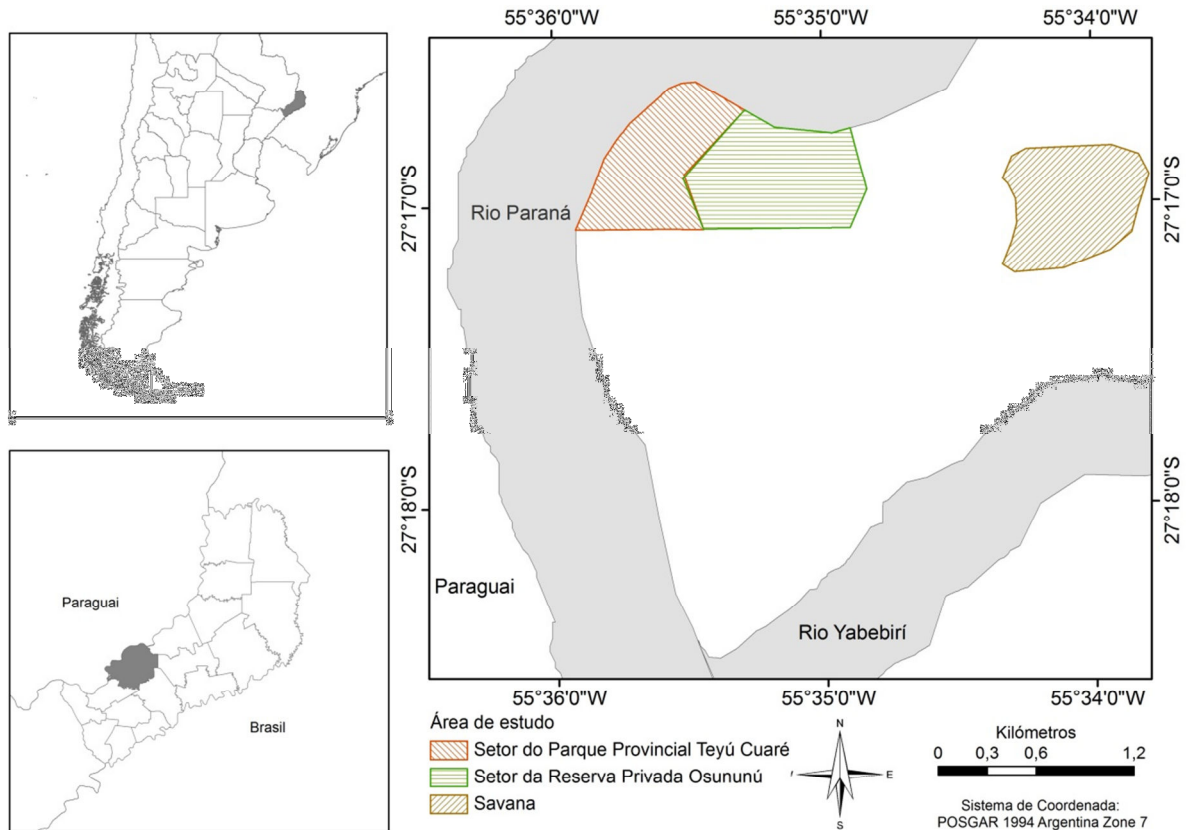 55°36'0"W
55°35'0"W
55°34'0"W
27°17'0"S
27°17'0"S
Rio Paraná
27°18'0"S
27°18'0"S
Paraguai
Rio Yabebirí
Paraguai
Brasil
55°36'0"W
55°35'0"W
55°34'0"W
Área de estudo
Setor do Parque Provincial Teyú Cuaré
Setor da Reserva Privada Osununú
Savana
N
E
S
Kilómetros
0 0,3 0,6 1,2
Sistema de Coordenada:
POSGAR 1994 Argentina Zone 7